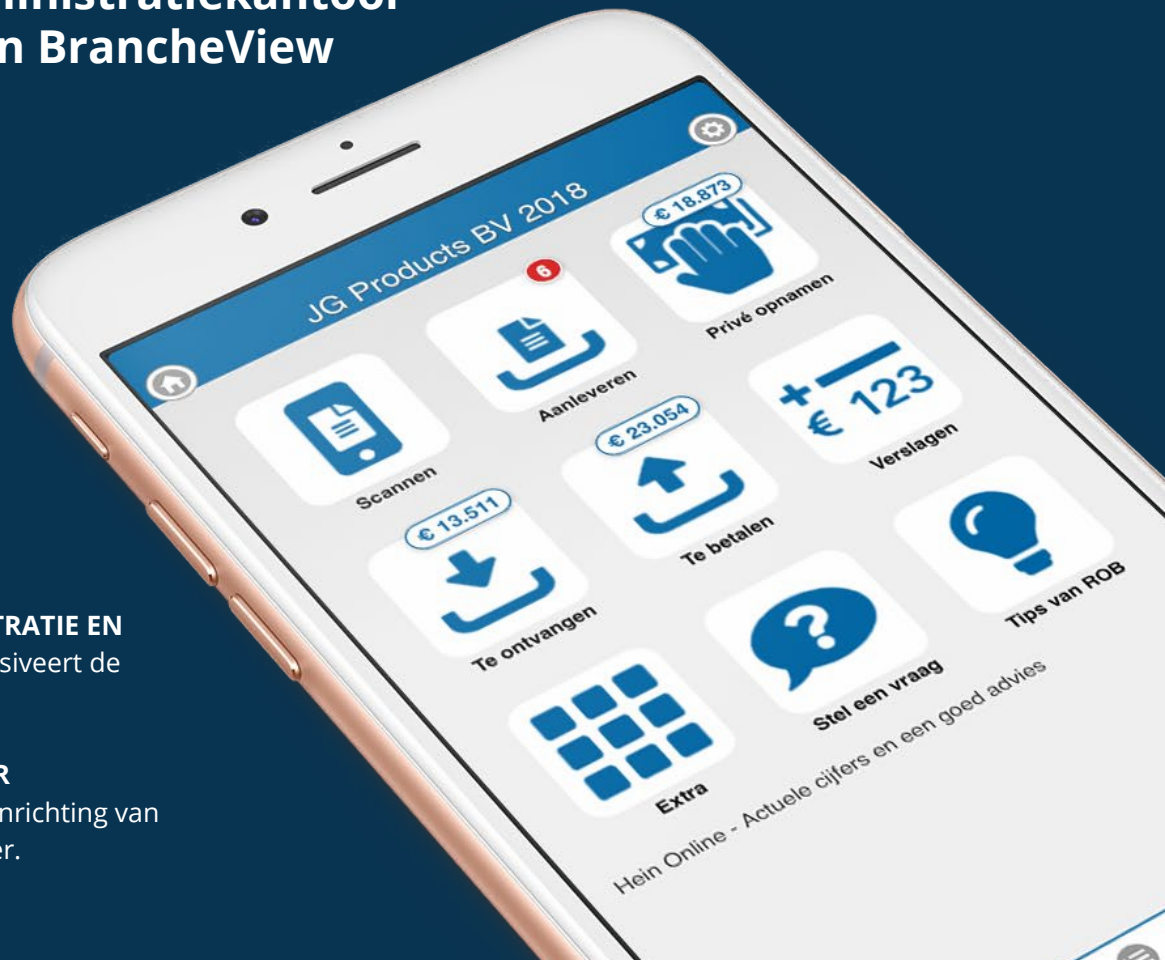 n BrancheView
JG Products BV 2018
€ 18.873
6
Privé opnamen
Aanleveren
Scannen
€ 23.054
€ 123
Verslagen
€ 13.511
Te betalen
Te ontvangen
Tips van ROB
Stel een vraag
Extra
Hein Online - Actuele cijfers en een goed advies
TRATIE EN
siveert de
R
nrichting van
er.